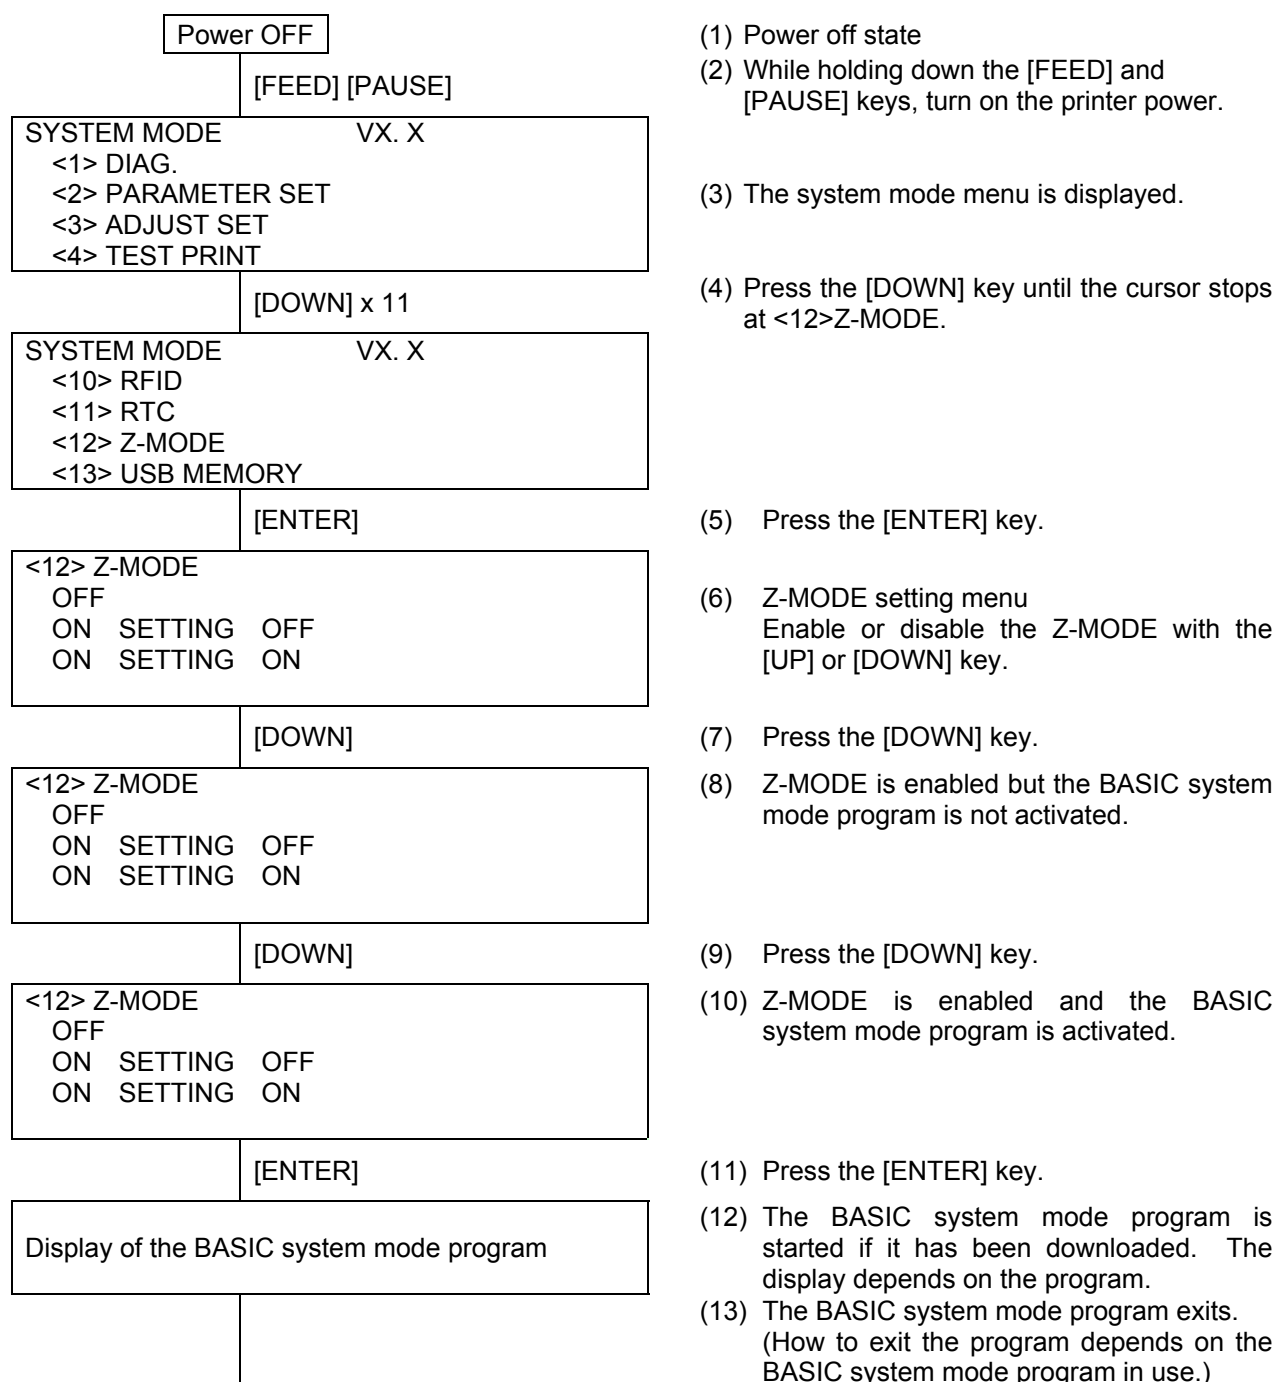 Power OFF
[FEED] [PAUSE]
SYSTEM MODE VX. X
<1> DIAG.
<2> PARAMETER SET
<3> ADJUST SET
<4> TEST PRINT
[DOWN] x 11
SYSTEM MODE VX. X
<10> RFID
<11> RTC
<12> Z-MODE
<13> USB MEMORY
[ENTER]
<12> Z-MODE
OFF
ON SETTING OFF
ON SETTING ON
[DOWN]
<12> Z-MODE
OFF
ON SETTING OFF
ON SETTING ON
[DOWN]
<12> Z-MODE
OFF
ON SETTING OFF
ON SETTING ON
[ENTER]
Display of the BASIC system mode program
(1) Power off state
(2) While holding down the [FEED] and
[PAUSE] keys, turn on the printer power.
(3) The system mode menu is displayed.
(4) Press the [DOWN] key until the cursor stops
at <12>Z-MODE.
(5) Press the [ENTER] key.
(6) Z-MODE setting menu
Enable or disable the Z-MODE with the
[UP] or [DOWN] key.
(7) Press the [DOWN] key.
(8) Z-MODE is enabled but the BASIC system
mode program is not activated.
(9) Press the [DOWN] key.
(10) Z-MODE is enabled and the BASIC
system mode program is activated.
(11) Press the [ENTER] key.
(12) The BASIC system mode program is
started if it has been downloaded. The
display depends on the program.
(13) The BASIC system mode program exits.
(How to exit the program depends on the
BASIC system mode program in use.)